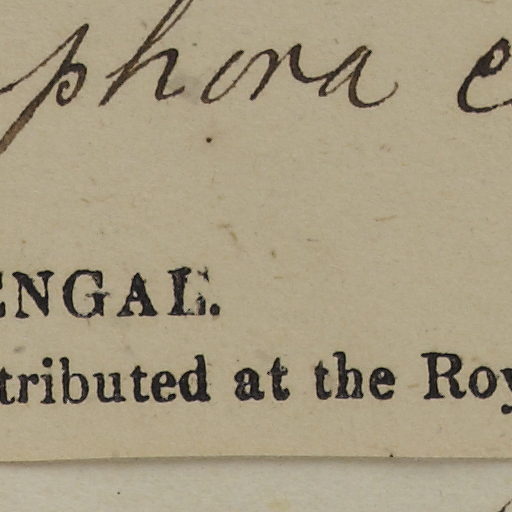 phora e
ENGAL.
tributed at the Roy